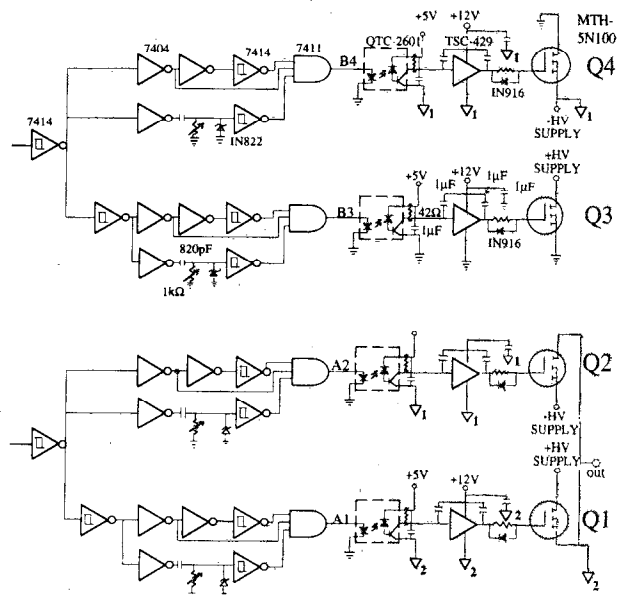 7404
7414
7411
B4
QTC-2601
+5V
+12V
TSC-429
1
MTH-
5N100
Q4
7414
IN822
1
1
IN916
1
-HV
SUPPLY
+HV
SUPPLY
+5V
+12V
1μF
1μF
1μF
Q3
B3
42Ω
1μF
IN916
820pF
1kΩ
A2
1
1
1
Q2
-HV
SUPPLY
+HV
SUPPLY
out
+5V
+12V
A1
2
Q1
2
2
2